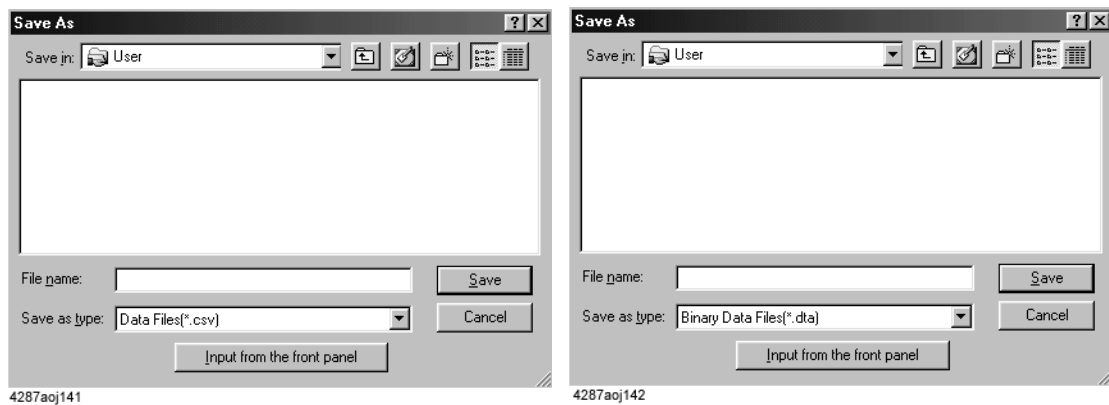 Save As
Save in: User
File name:
Save
Save as type: Data Files(*.csv)
Cancel
Input from the front panel
4287aoj141
Save As
Save in: User
File name:
Save
Save as type: Binary Data Files(*.dta)
Cancel
Input from the front panel
4287aoj142